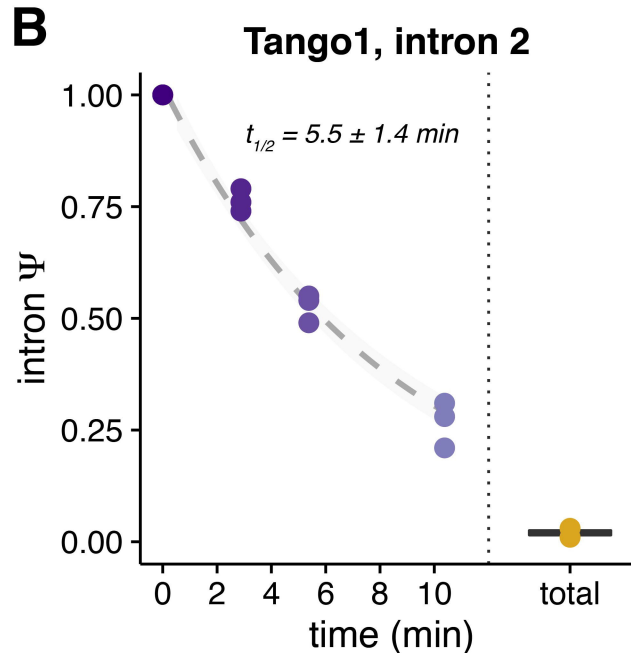 B
Tango1, intron 2
t1/2 = 5.5 ± 1.4 min
intron Ψ
1.00
0.75
0.50
0.25
0.00
0 2 4 6 8 10 total
time (min)